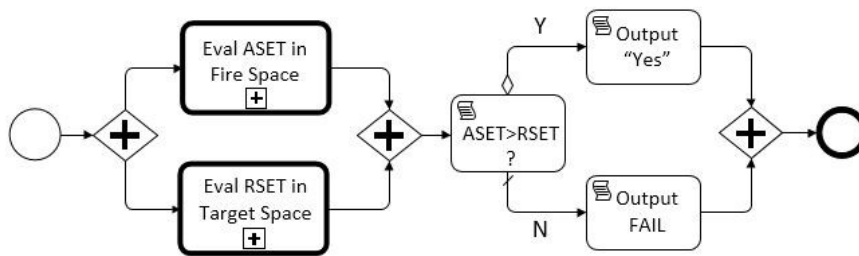 Eval ASET in
Fire Space
Eval RSET in
Target Space
ASET>RSET
?
Y
N
Output
“Yes”
Output
FAIL